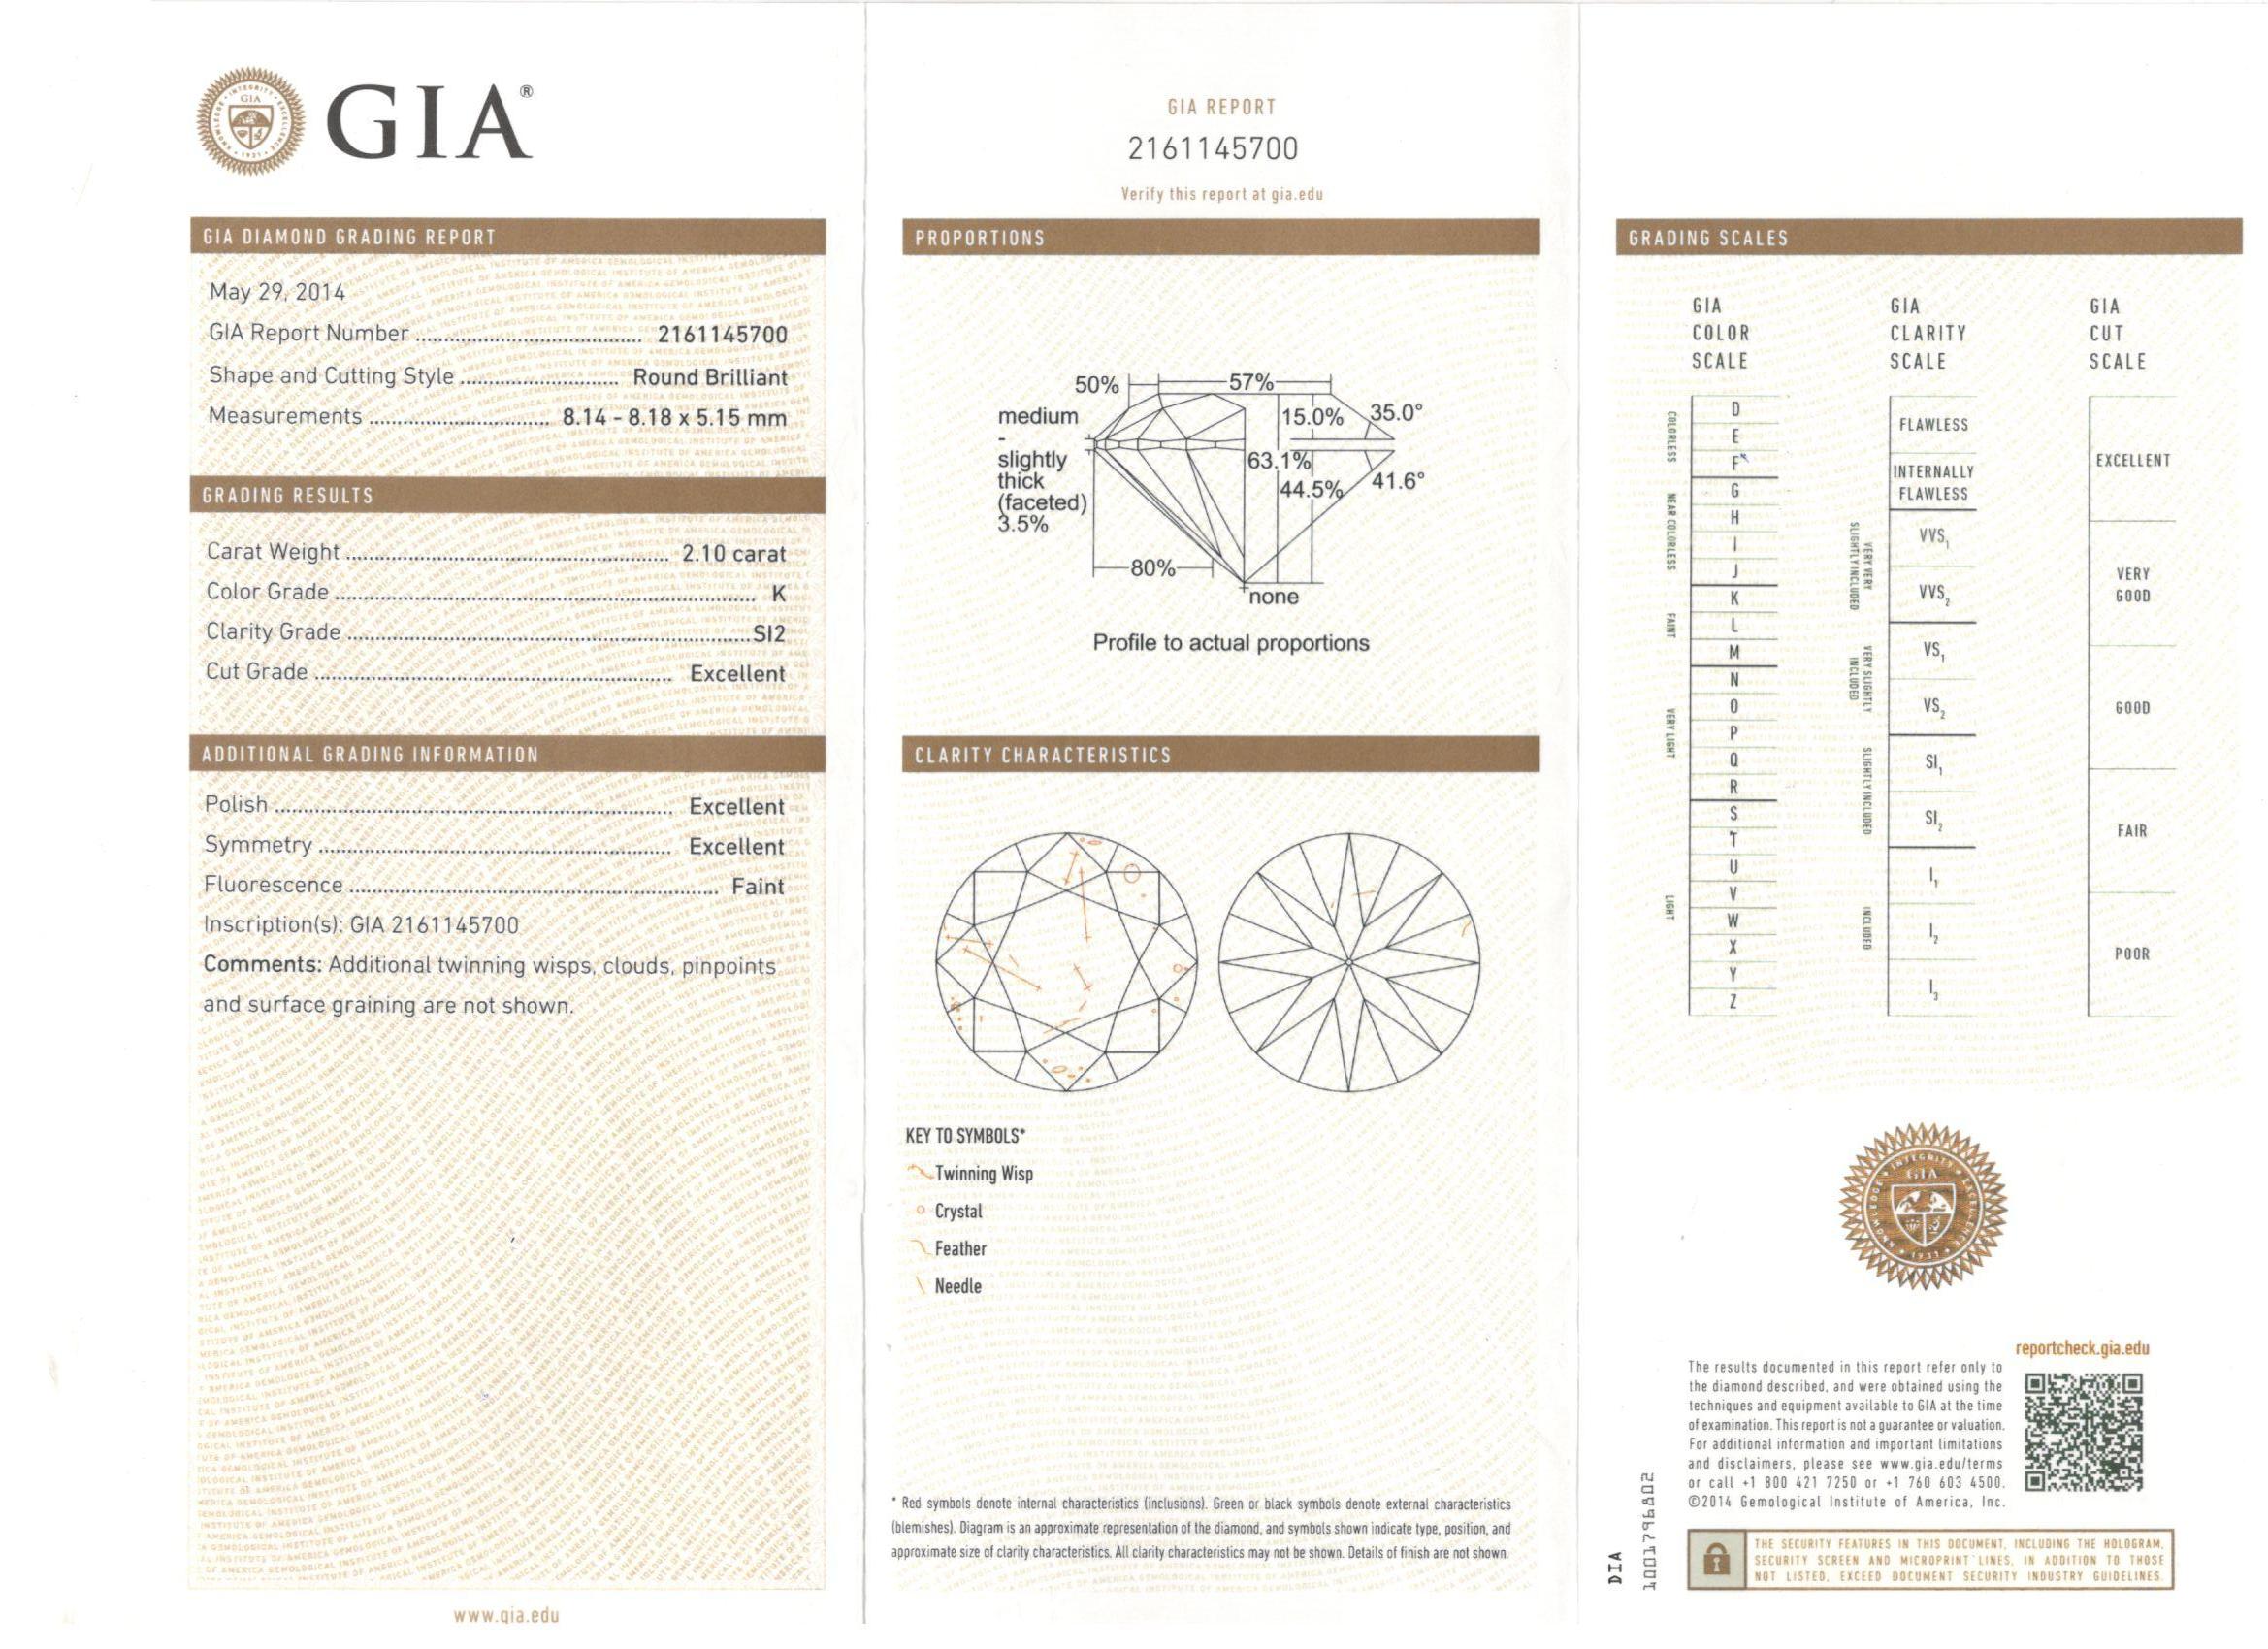 GIA®
GIA DIAMOND GRADING REPORT
May 29, 2014
GIA Report Number 2161145700
Shape and Cutting Style Round Brilliant
Measurements 8.14 - 8.18 x 5.15 mm
GRADING RESULTS
Carat Weight 2.10 carat
Color Grade K
Clarity Grade SI2
Cut Grade Excellent
ADDITIONAL GRADING INFORMATION
Polish Excellent
Symmetry Excellent
Fluorescence Faint
Inscription(s): GIA 2161145700
Comments: Additional twinning wisps, clouds, pinpoints
and surface graining are not shown.
www.gia.edu
GIA REPORT
2161145700
Verify this report at gia.edu
PROPORTIONS
50%
57%
medium
-
slightly
thick
(faceted)
3.5%
15.0%
35.0°
63.1%
44.5%
41.6°
80%
none
Profile to actual proportions
CLARITY CHARACTERISTICS
KEY TO SYMBOLS*
Twinning Wisp
Crystal
Feather
Needle
* Red symbols denote internal characteristics (inclusions). Green or black symbols denote external characteristics
(blemishes). Diagram is an approximate representation of the diamond, and symbols shown indicate type, position, and
approximate size of clarity characteristics. All clarity characteristics may not be shown. Details of finish are not shown.
GRADING SCALES
GIA
COLOR
SCALE
COLORLESS
D
E
F
NEAR COLORLESS
G
H
I
J
FAINT
K
L
M
VERY LIGHT
N
O
P
Q
R
LIGHT
S
T
U
V
W
X
Y
Z
GIA
CLARITY
SCALE
FLAWLESS
INTERNALLY
FLAWLESS
VERY VERY
SLIGHTLY INCLUDED
VVS1
VVS2
VERY SLIGHTLY
INCLUDED
VS1
VS2
SLIGHTLY INCLUDED
SI1
SI2
INCLUDED
I1
I2
I3
GIA
CUT
SCALE
EXCELLENT
VERY
GOOD
GOOD
FAIR
POOR
reportcheck.gia.edu
The results documented in this report refer only to
the diamond described, and were obtained using the
techniques and equipment available to GIA at the time
of examination. This report is not a guarantee or valuation.
For additional information and important limitations
and disclaimers, please see www.gia.edu/terms
or call +1 800 421 7250 or +1 760 603 4500.
©2014 Gemological Institute of America, Inc.
DIA
1001796802
THE SECURITY FEATURES IN THIS DOCUMENT, INCLUDING THE HOLOGRAM,
SECURITY SCREEN AND MICROPRINT LINES, IN ADDITION TO THOSE
NOT LISTED, EXCEED DOCUMENT SECURITY INDUSTRY GUIDELINES.